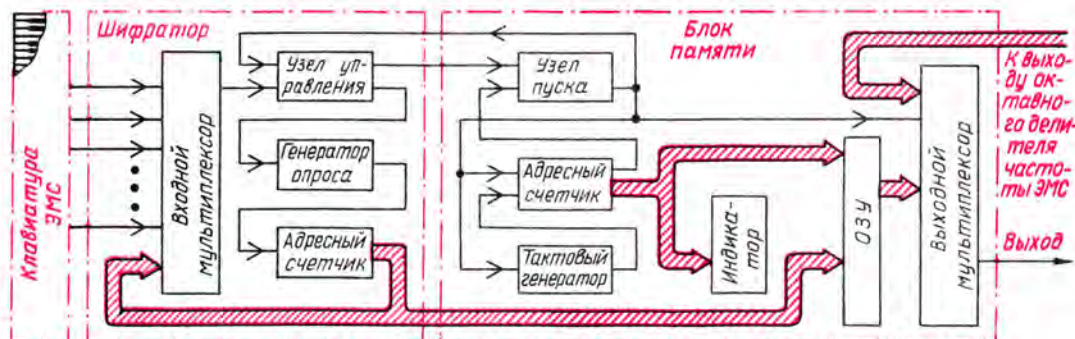 Клавиатура
ЭМС
Шифратор
Входной
мультиплексор
Узел уп-
равления
Генератор
опроса
Адресный
счетчик
Блок
памяти
Узел
пуска
Адресный
счетчик
Тактовый
генератор
Индика-
тор
ОЗУ
Выходной
мультиплексор
К выхо-
ду ок-
тавно-
го дели-
теля
часто-
ты ЭМС
Выход